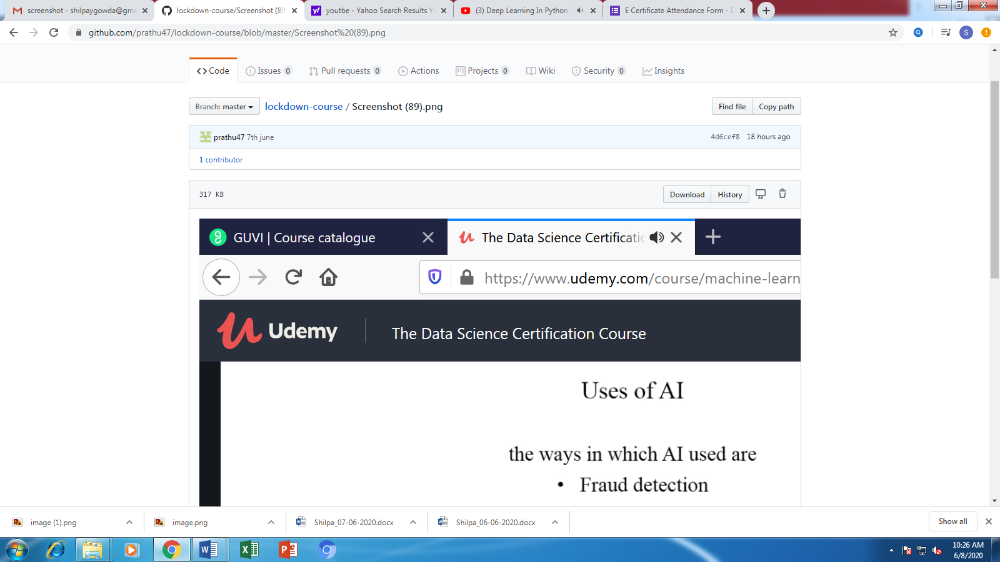 screenshot - shilpaygowda@gma
lockdown-course/Screenshot (89
youtbe - Yahoo Search Results Y
(3) Deep Learning In Python
E Certificate Attendance Form - D
github.com/prathu47/lockdown-course/blob/master/Screenshot%20(89).png
S
Code
Issues 0
Pull requests 0
Actions
Projects 0
Wiki
Security 0
Insights
Branch: master
lockdown-course / Screenshot (89).png
Find file
Copy path
prathu47 7th june
4d6cef8
18 hours ago
1 contributor
317 KB
Download
History
GUVI | Course catalogue
The Data Science Certificatio
https://www.udemy.com/course/machine-learn
Udemy
The Data Science Certification Course
Uses of AI
the ways in which AI used are
• Fraud detection
image (1).png
image.png
Shilpa_07-06-2020.docx
Shilpa_06-06-2020.docx
Show all
10:26 AM
6/8/2020